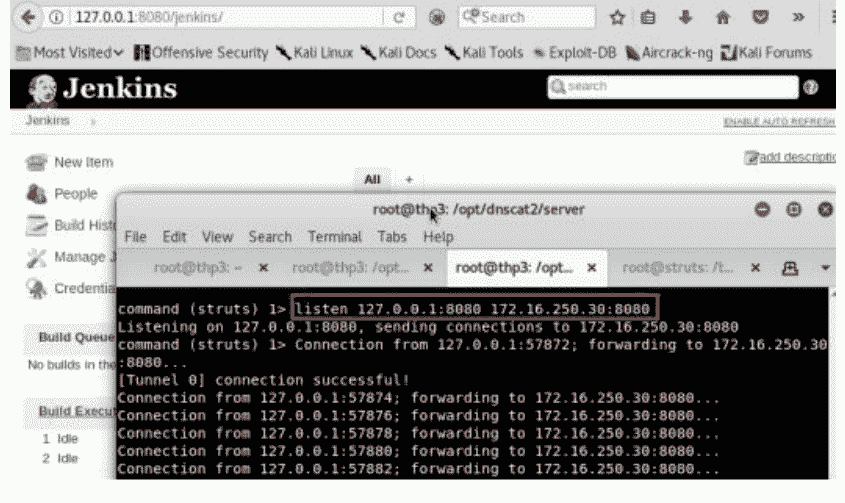 127.0.0.1:8080/jenkins/
Search
Most Visited
Offensive Security
Kali Linux
Kali Docs
Kali Tools
Exploit-DB
Aircrack-ng
Kali Forums
Jenkins
search
Jenkins
ENABLE AUTO REFRESH
New Item
add descriptio
People
All +
Build Hist
Manage J
Credentia
Build Queue
No builds in the
Build Execut
1 Idle
2 Idle
root@thp3: /opt/dnscat2/server
File Edit View Search Terminal Tabs Help
root@thp3: ~
root@thp3: /opt...
root@thp3: /opt...
root@struts: /t...
command (struts) 1> listen 127.0.0.1:8080 172.16.250.30:8080
Listening on 127.0.0.1:8080, sending connections to 172.16.250.30:8080
command (struts) 1> Connection from 127.0.0.1:57872; forwarding to 172.16.250.30
:8080...
[Tunnel 0] connection successful!
Connection from 127.0.0.1:57874; forwarding to 172.16.250.30:8080...
Connection from 127.0.0.1:57876; forwarding to 172.16.250.30:8080...
Connection from 127.0.0.1:57878; forwarding to 172.16.250.30:8080...
Connection from 127.0.0.1:57880; forwarding to 172.16.250.30:8080...
Connection from 127.0.0.1:57882; forwarding to 172.16.250.30:8080...